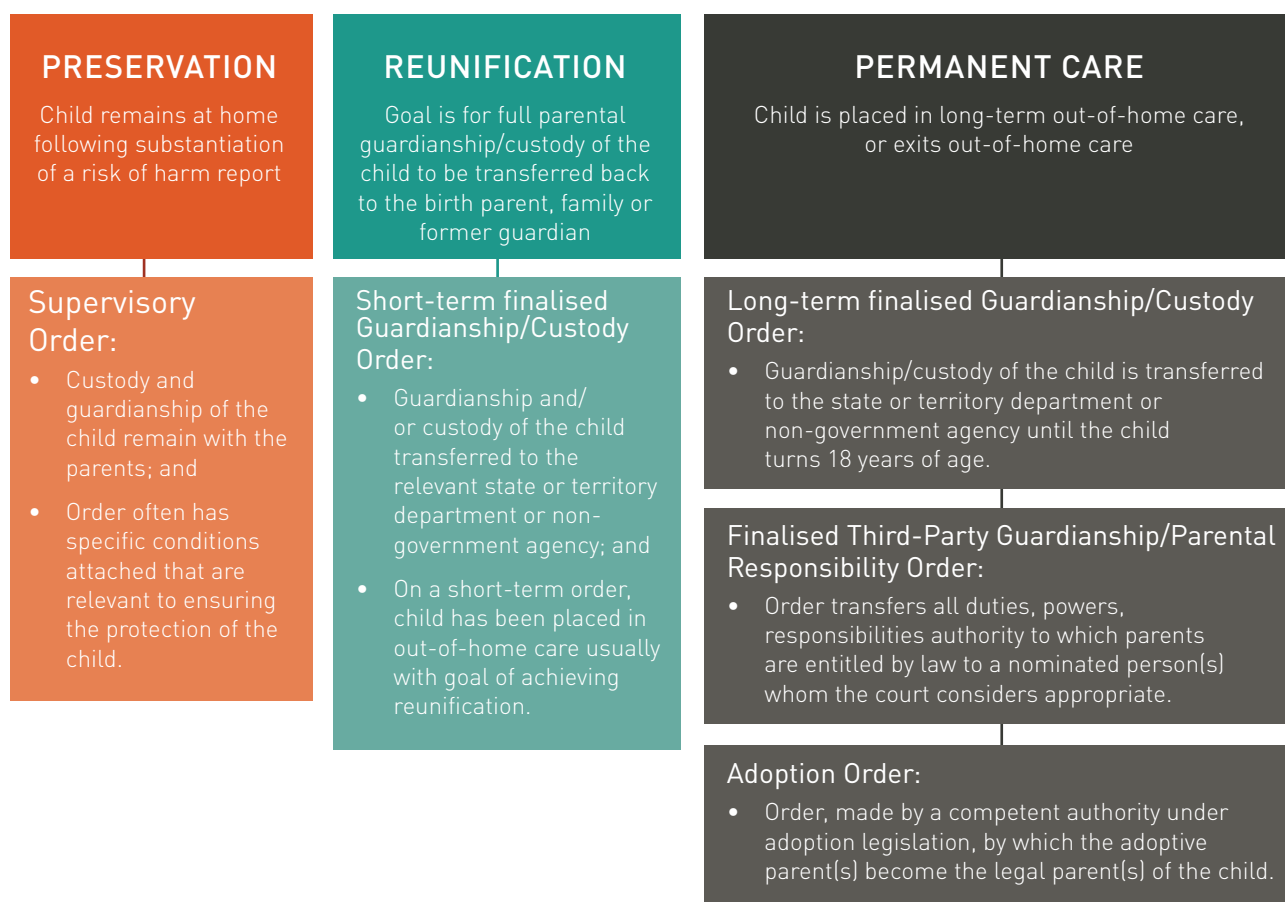 PRESERVATION
Child remains at home
following substantiation
of a risk of harm report
Supervisory
Order:
• Custody and
guardianship of the
child remain with the
parents; and
• Order often has
specific conditions
attached that are
relevant to ensuring
the protection of the
child.
REUNIFICATION
Goal is for full parental
guardianship/custody of the
child to be transferred back
to the birth parent, family or
former guardian
Short-term finalised
Guardianship/Custody
Order:
• Guardianship and/
or custody of the child
transferred to the
relevant state or territory
department or non-
government agency; and
• On a short-term order,
child has been placed in
out-of-home care usually
with goal of achieving
reunification.
PERMANENT CARE
Child is placed in long-term out-of-home care,
or exits out-of-home care
Long-term finalised Guardianship/Custody
Order:
• Guardianship/custody of the child is transferred
to the state or territory department or
non-government agency until the child
turns 18 years of age.
Finalised Third-Party Guardianship/Parental
Responsibility Order:
• Order transfers all duties, powers,
responsibilities authority to which parents
are entitled by law to a nominated person(s)
whom the court considers appropriate.
Adoption Order:
• Order, made by a competent authority under
adoption legislation, by which the adoptive
parent(s) become the legal parent(s) of the child.